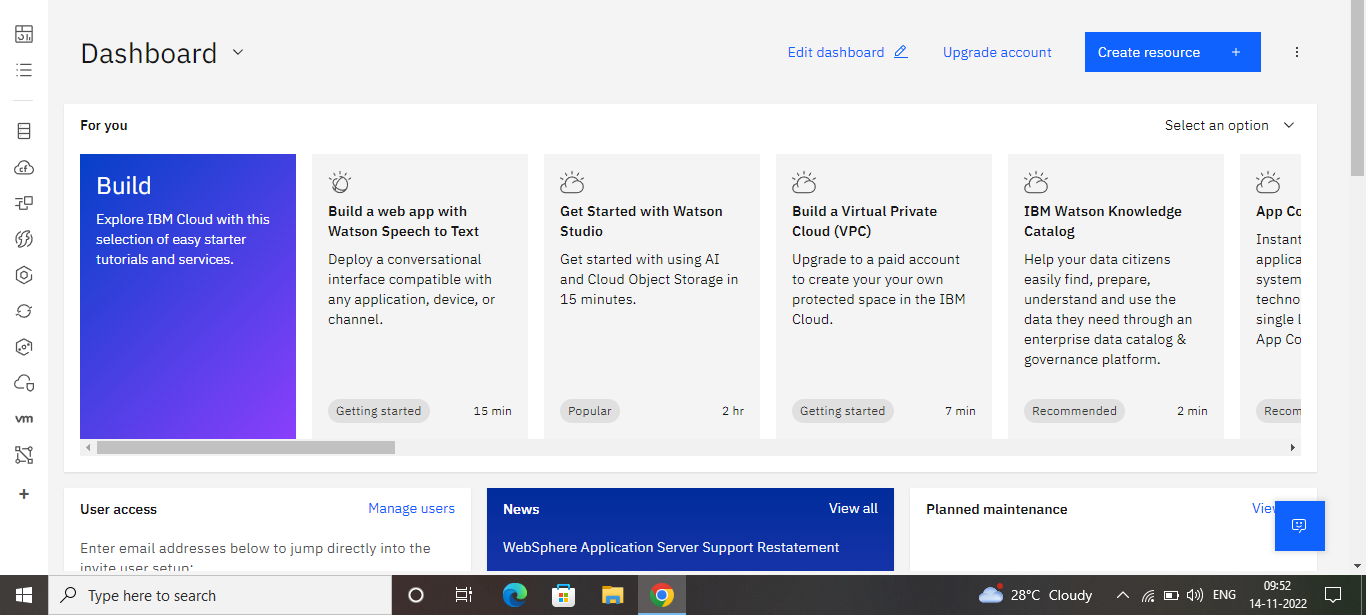 Dashboard
Edit dashboard
Upgrade account
Create resource +
For you
Select an option
Build
Explore IBM Cloud with this
selection of easy starter
tutorials and services.
Build a web app with
Watson Speech to Text
Deploy a conversational
interface compatible with
any application, device, or
channel.
Getting started
15 min
Get Started with Watson
Studio
Get started with using AI
and Cloud Object Storage in
15 minutes.
Popular
2 hr
Build a Virtual Private
Cloud (VPC)
Upgrade to a paid account
to create your your own
protected space in the IBM
Cloud.
Getting started
7 min
IBM Watson Knowledge
Catalog
Help your data citizens
easily find, prepare,
understand and use the
data they need through an
enterprise data catalog &
governance platform.
Recommended
2 min
App Co
Instant
applica
system
techno
single l
App Co
Recom
cf
vm
+
User access
Manage users
Enter email addresses below to jump directly into the
invite user setup:
News
View all
WebSphere Application Server Support Restatement
Planned maintenance
View
Type here to search
28°C Cloudy
ENG
09:52
14-11-2022